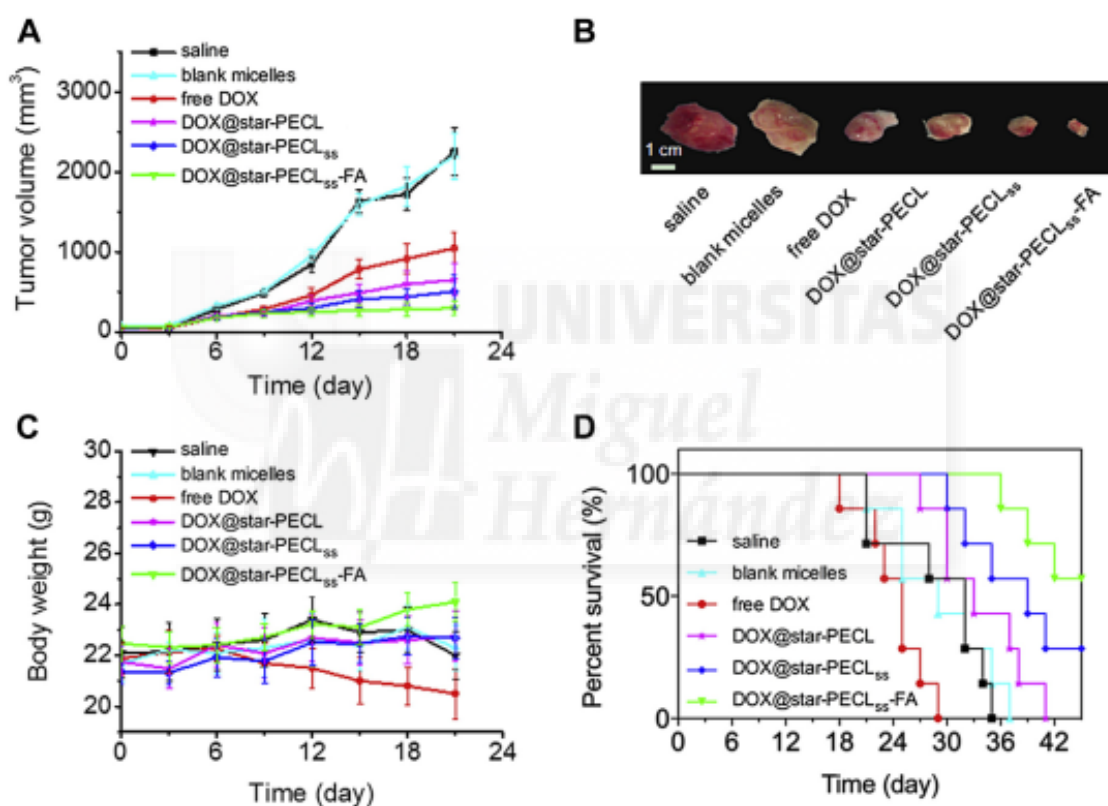 A
saline
blank micelles
free DOX
DOX@star-PECL
DOX@star-PECLss
DOX@star-PECLss-FA
Tumor volume (mm³)
3000
2000
1000
0
0 6 12 18 24
Time (day)
B
1 cm
saline
blank micelles
free DOX
DOX@star-PECL
DOX@star-PECLss
DOX@star-PECLss-FA
UNIVERSITAS
Miguel
Hernández
C
saline
blank micelles
free DOX
DOX@star-PECL
DOX@star-PECLss
DOX@star-PECLss-FA
Body weight (g)
30
28
26
24
22
20
0 6 12 18 24
Time (day)
D
Percent survival (%)
100
50
0
saline
blank micelles
free DOX
DOX@star-PECL
DOX@star-PECLss
DOX@star-PECLss-FA
0 6 12 18 24 30 36 42
Time (day)